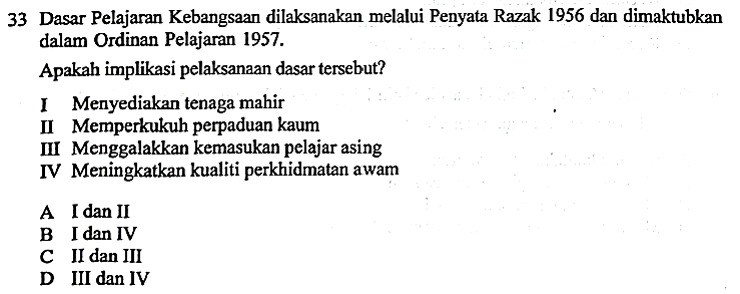 33 Dasar Pelajaran Kebangsaan dilaksanakan melalui Penyata Razak 1956 dan dimaktubkan
dalam Ordinan Pelajaran 1957.
Apakah implikasi pelaksanaan dasar tersebut?
I Menyediakan tenaga mahir
II Memperkukuh perpaduan kaum
III Menggalakkan kemasukan pelajar asing
IV Meningkatkan kualiti perkhidmatan awam
A I dan II
B I dan IV
C II dan III
D III dan IV